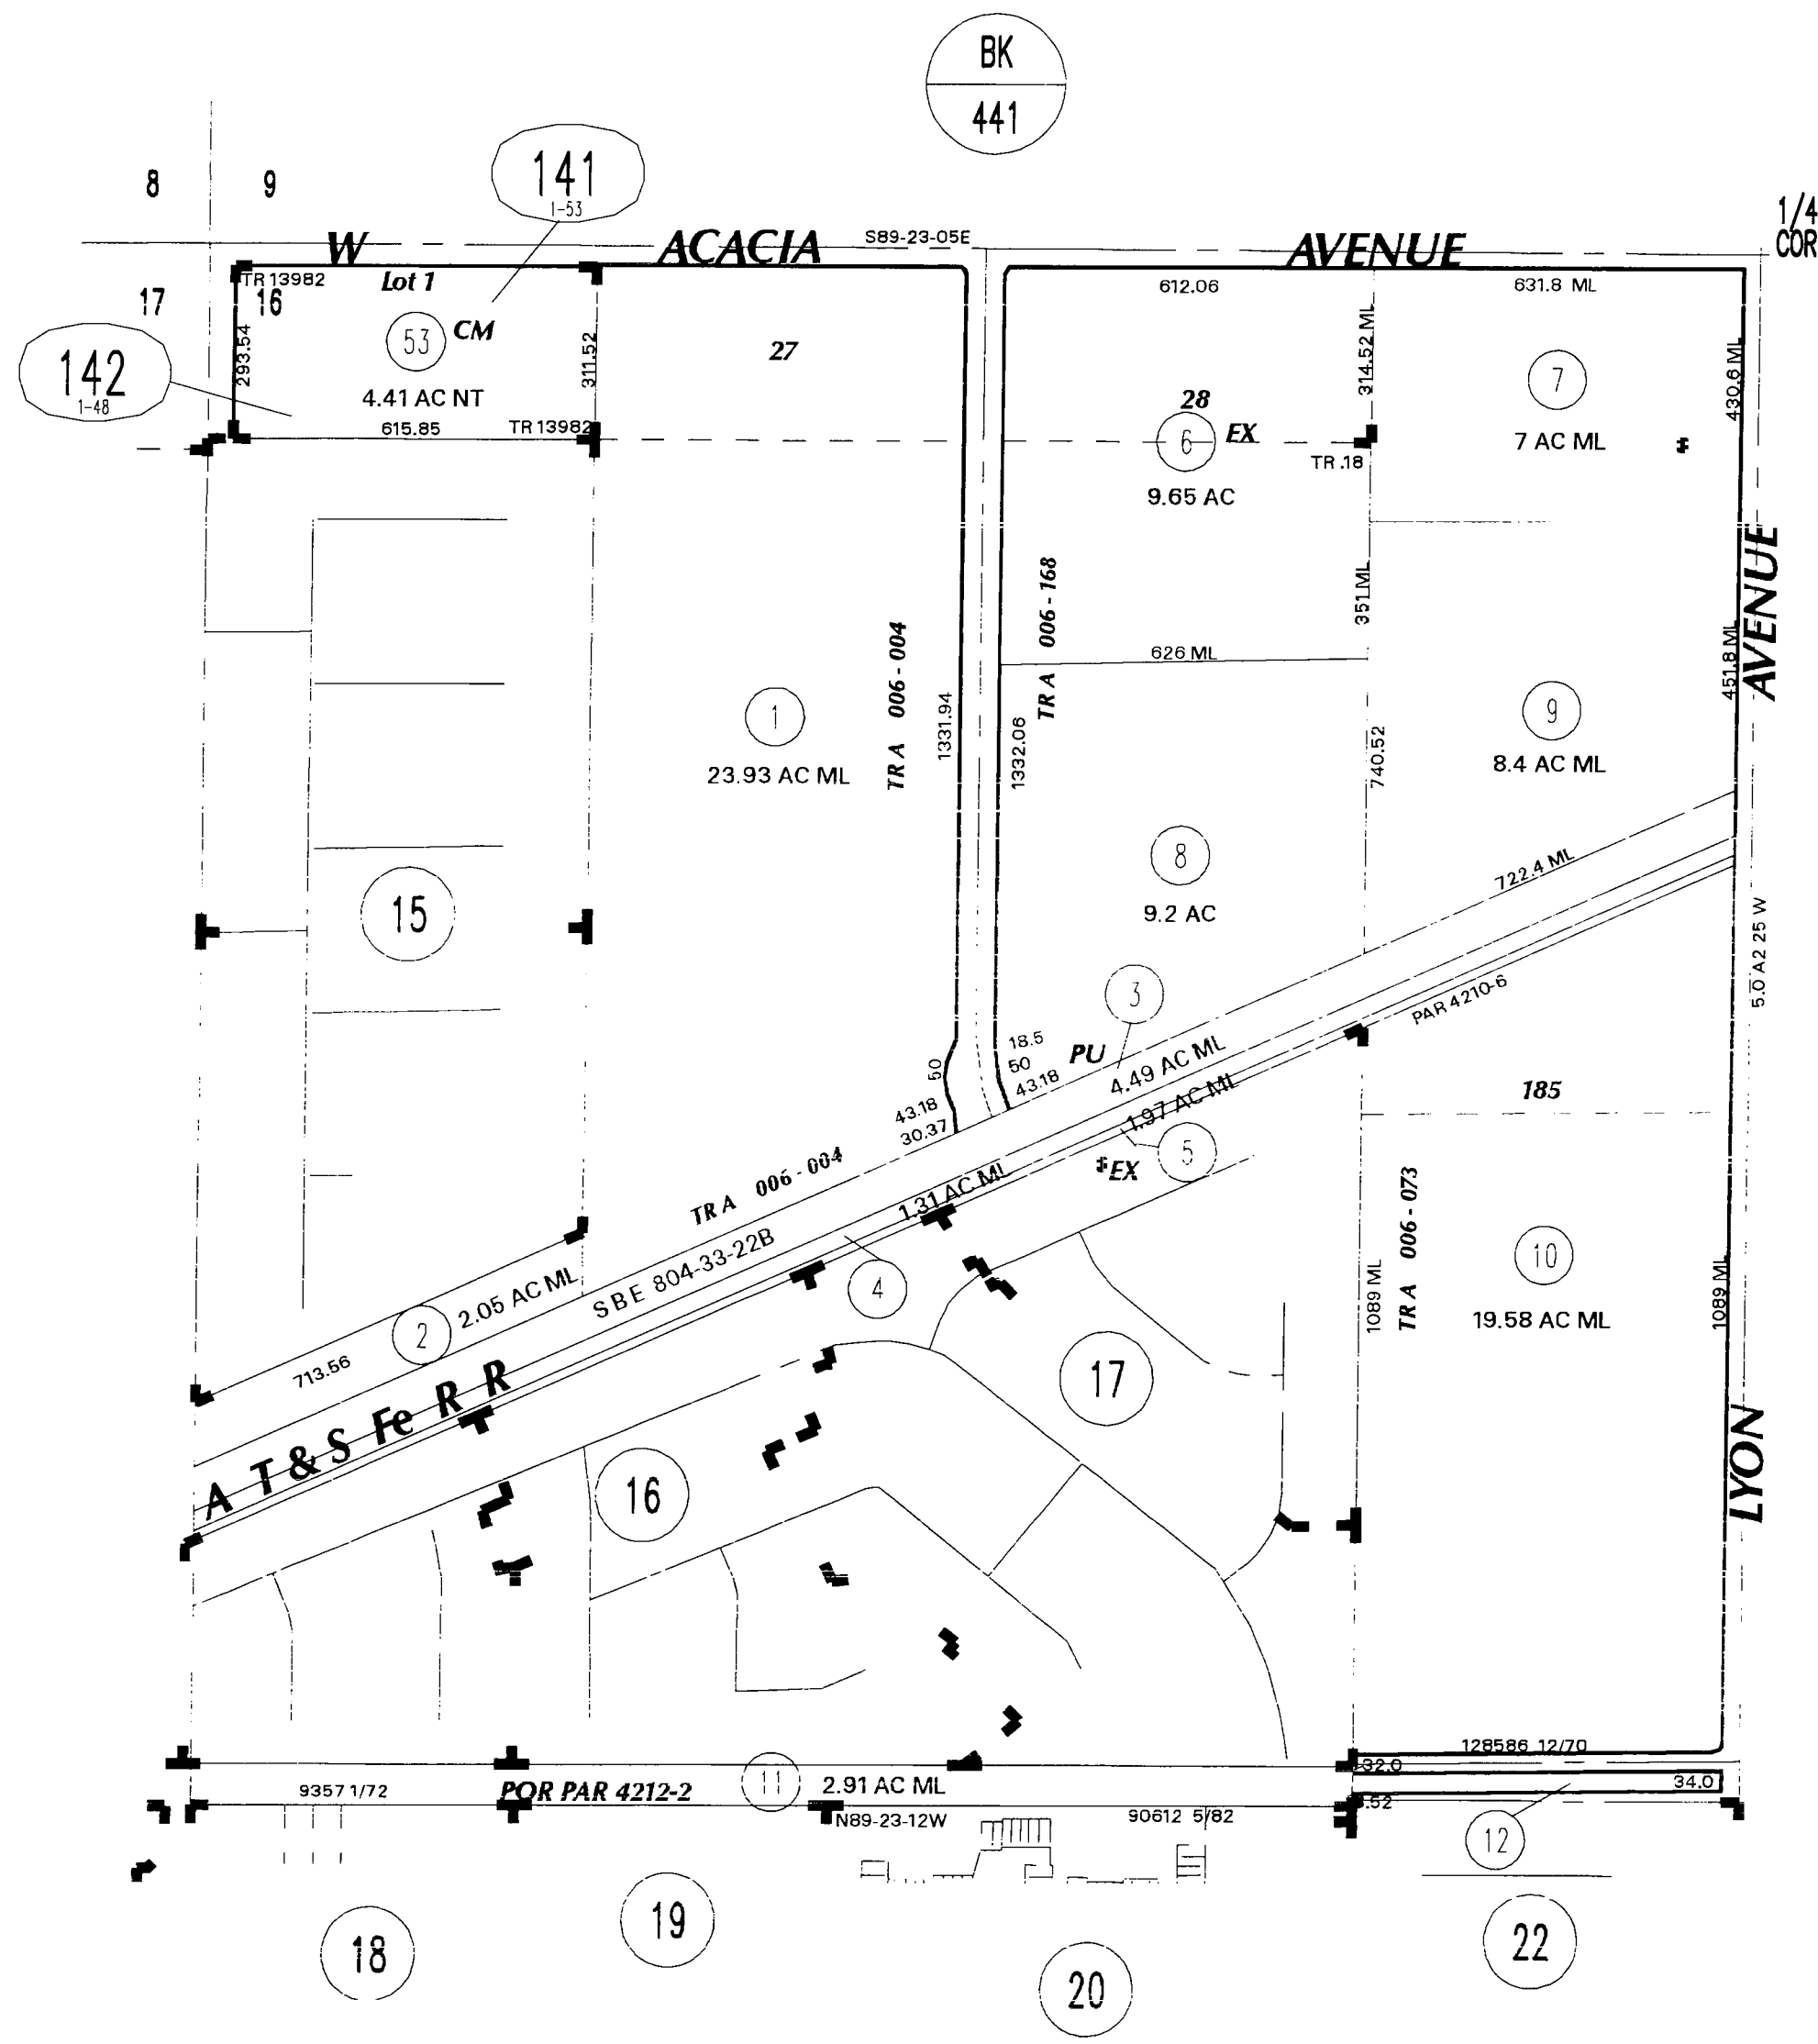 BK
441
141
1-53
8
9
1/4
COR
W ACACIA AVENUE
S89-23-05E
TR 13982
Lot 1
612.06
631.8 ML
17
16
142
1-48
293.54
53
CM
311.52
27
314.52 ML
7
430.6 ML
4.41 AC NT
28
6
EX
7 AC ML
615.85
TR 13982
TR .18
9.65 AC
AVENUE
TR A 006 - 168
351 ML
TR A 006 - 004
626 ML
451.8 ML
1
1331.94
1332.06
9
23.93 AC ML
740.52
8.4 AC ML
8
722.4 ML
15
9.2 AC
5.0 A2 25 W
3
PAR 4210-6
18.5
50
50
PU
43.18
4.49 AC ML
43.18
30.37
1.97 AC ML
185
TR A 006 - 004
5
EX
1.31 AC ML
TR A 006 - 073
SBE 804-33-22B
10
4
2.05 AC ML
2
1089 ML
1089 ML
19.58 AC ML
713.56
17
A T & S Fe R R
16
LYON
128586 12/70
32.0
9357 1/72
POR PAR 4212-2
11
2.91 AC ML
34.0
.52
N89-23-12W
90612 5/82
12
18
19
20
22